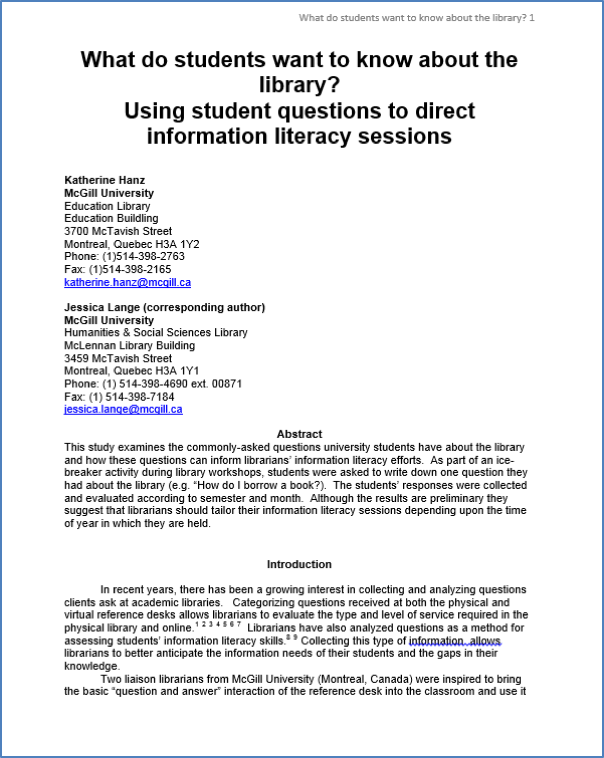 What do students want to know about the library? 1
What do students want to know about the
library?
Using student questions to direct
information literacy sessions
Katherine Hanz
McGill University
Education Library
Education Buildling
3700 McTavish Street
Montreal, Quebec H3A 1Y2
Phone: (1)514-398-2763
Fax: (1)514-398-2165
katherine.hanz@mcgill.ca
Jessica Lange (corresponding author)
McGill University
Humanities & Social Sciences Library
McLennan Library Building
3459 McTavish Street
Montreal, Quebec H3A 1Y1
Phone: (1) 514-398-4690 ext. 00871
Fax: (1) 514-398-7184
jessica.lange@mcgill.ca
Abstract
This study examines the commonly-asked questions university students have about the library
and how these questions can inform librarians' information literacy efforts. As part of an ice-
breaker activity during library workshops, students were asked to write down one question they
had about the library (e.g. "How do I borrow a book?). The students' responses were collected
and evaluated according to semester and month. Although the results are preliminary they
suggest that librarians should tailor their information literacy sessions depending upon the time
of year in which they are held.
Introduction
In recent years, there has been a growing interest in collecting and analyzing questions
clients ask at academic libraries. Categorizing questions received at both the physical and
virtual reference desks allows librarians to evaluate the type and level of service required in the
physical library and online.1 2 3 4 5 6 7 Librarians have also analyzed questions as a method for
assessing students' information literacy skills.8 9 Collecting this type of information allows
librarians to better anticipate the information needs of their students and the gaps in their
knowledge.
Two liaison librarians from McGill University (Montreal, Canada) were inspired to bring
the basic "question and answer" interaction of the reference desk into the classroom and use it